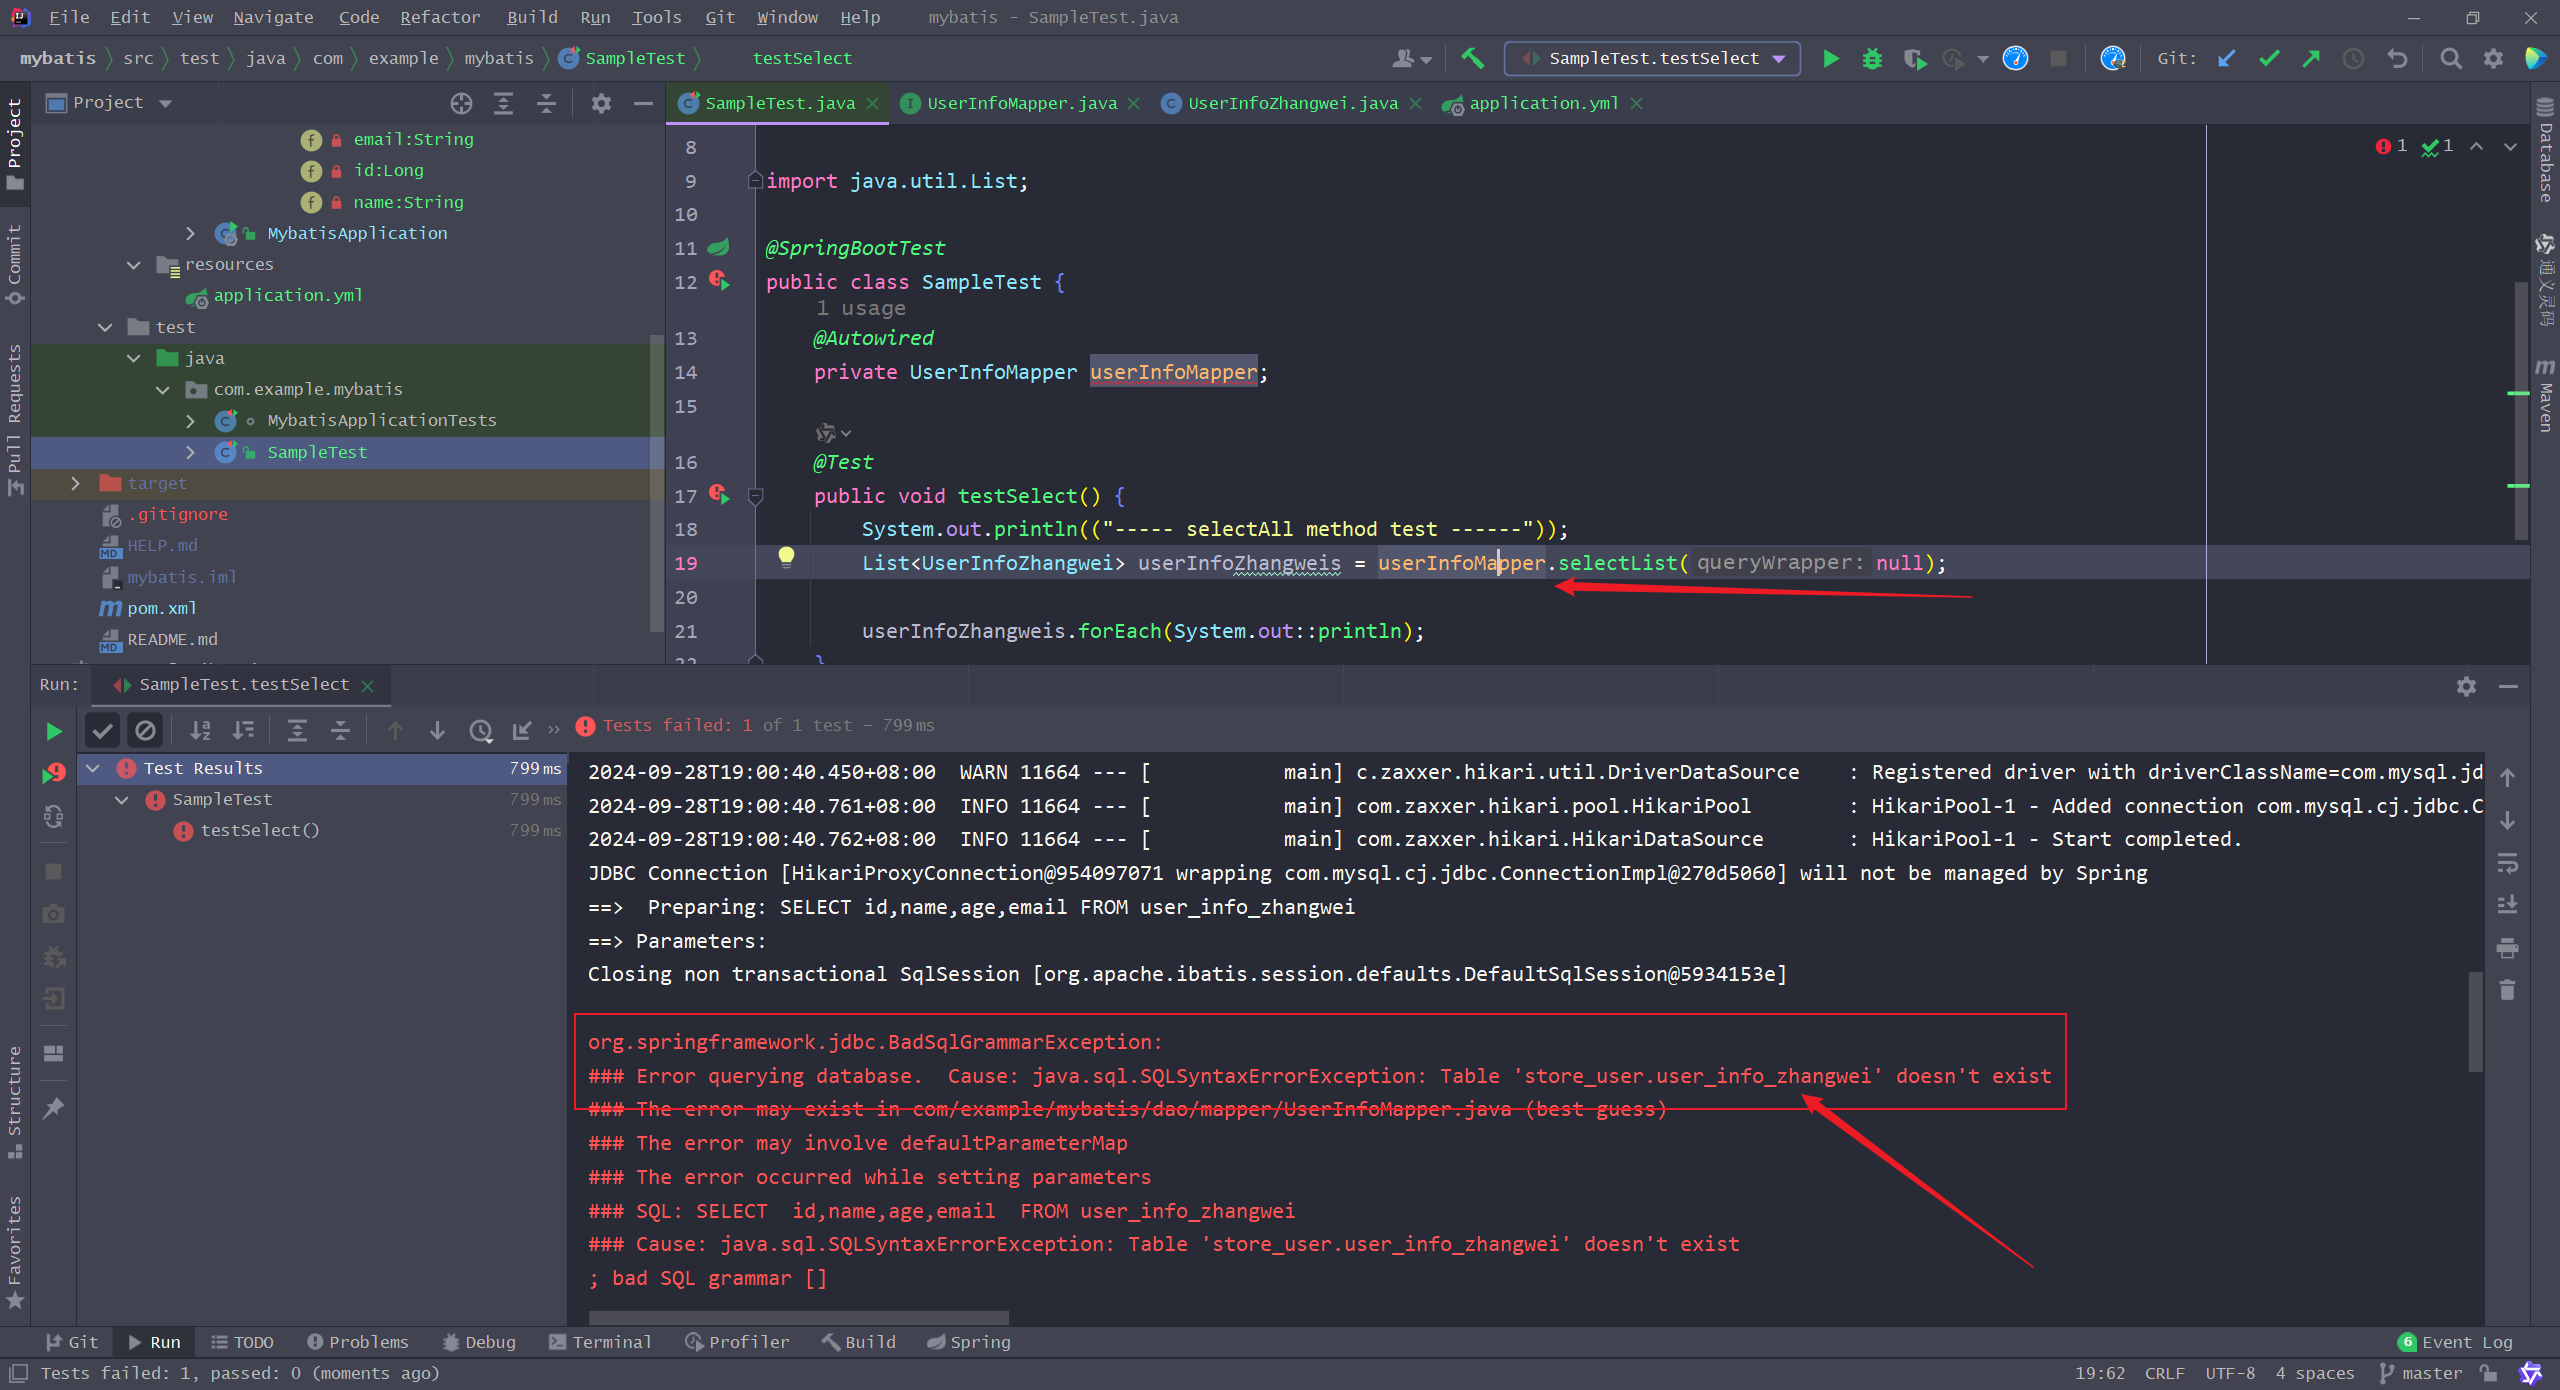 File Edit View Navigate Code Refactor Build Run Tools Git Window Help mybatis - SampleTest.java
mybatis src test java com example mybatis SampleTest testSelect
SampleTest.testSelect
Git:
Project
SampleTest.java UserInfoMapper.java UserInfoZhangwei.java application.yml
Project
Commit
Pull Requests
Structure
Favorites
email:String
id:Long
name:String
MybatisApplication
resources
application.yml
test
java
com.example.mybatis
MybatisApplicationTests
SampleTest
target
.gitignore
HELP.md
mybatis.iml
pom.xml
README.md
1 1
8
9 import java.util.List;
10
11 @SpringBootTest
12 public class SampleTest {
1 usage
13 @Autowired
14 private UserInfoMapper userInfoMapper;
15
16 @Test
17 public void testSelect() {
18 System.out.println(("----- selectAll method test ------"));
19 List<UserInfoZhangwei> userInfoZhangweis = userInfoMapper.selectList( queryWrapper: null);
20
21 userInfoZhangweis.forEach(System.out::println);
22 }
Database
通义灵码
Maven
Run: SampleTest.testSelect
Tests failed: 1 of 1 test – 799 ms
Test Results 799 ms
SampleTest 799 ms
testSelect() 799 ms
2024-09-28T19:00:40.450+08:00  WARN 11664 --- [           main] c.zaxxer.hikari.util.DriverDataSource    : Registered driver with driverClassName=com.mysql.jd
2024-09-28T19:00:40.761+08:00  INFO 11664 --- [           main] com.zaxxer.hikari.pool.HikariPool        : HikariPool-1 - Added connection com.mysql.cj.jdbc.C
2024-09-28T19:00:40.762+08:00  INFO 11664 --- [           main] com.zaxxer.hikari.HikariDataSource       : HikariPool-1 - Start completed.
JDBC Connection [HikariProxyConnection@954097071 wrapping com.mysql.cj.jdbc.ConnectionImpl@270d5060] will not be managed by Spring
==>  Preparing: SELECT id,name,age,email FROM user_info_zhangwei
==> Parameters:
Closing non transactional SqlSession [org.apache.ibatis.session.defaults.DefaultSqlSession@5934153e]
org.springframework.jdbc.BadSqlGrammarException:
### Error querying database.  Cause: java.sql.SQLSyntaxErrorException: Table 'store_user.user_info_zhangwei' doesn't exist
### The error may exist in com/example/mybatis/dao/mapper/UserInfoMapper.java (best guess)
### The error may involve defaultParameterMap
### The error occurred while setting parameters
### SQL: SELECT  id,name,age,email  FROM user_info_zhangwei
### Cause: java.sql.SQLSyntaxErrorException: Table 'store_user.user_info_zhangwei' doesn't exist
; bad SQL grammar []
Git Run TODO Problems Debug Terminal Profiler Build Spring 6 Event Log
Tests failed: 1, passed: 0 (moments ago) 19:62 CRLF UTF-8 4 spaces master